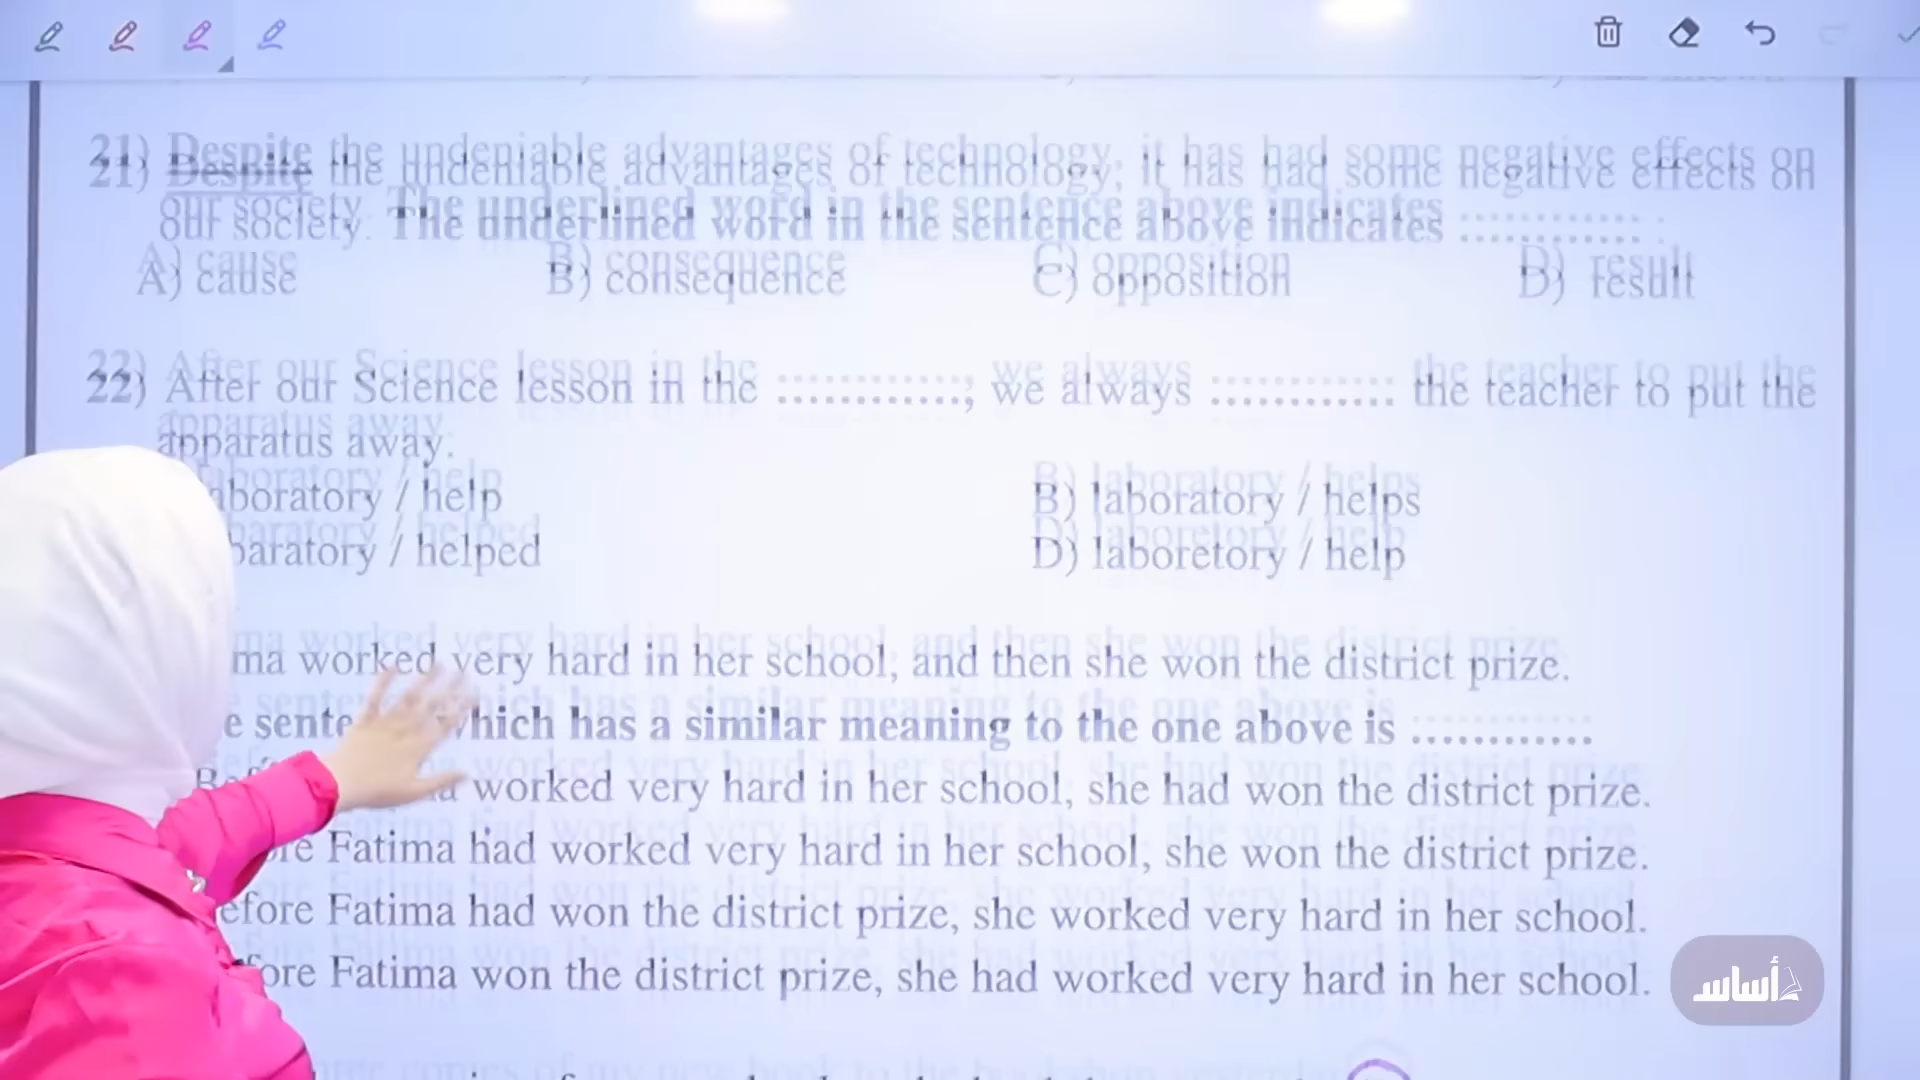 21) Despite the undeniable advantages of technology, it has had some negative effects on
our society. The underlined word in the sentence above indicates ............
A) cause B) consequence C) opposition D) result
22) After our Science lesson in the ............, we always ............ the teacher to put the
apparatus away.
boratory / help B) laboratory / helps
baratory / helped D) laboretory / help
ma worked very hard in her school, and then she won the district prize.
e sente which has a similar meaning to the one above is ............
worked very hard in her school, she had won the district prize.
ore Fatima had worked very hard in her school, she won the district prize.
efore Fatima had won the district prize, she worked very hard in her school.
fore Fatima won the district prize, she had worked very hard in her school.
أساس